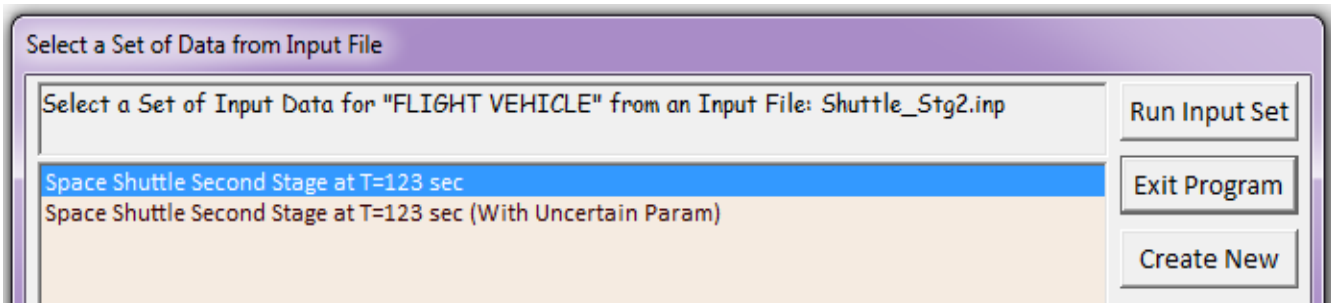 Select a Set of Data from Input File
Select a Set of Input Data for "FLIGHT VEHICLE" from an Input File: Shuttle_Stg2.inp
Run Input Set
Space Shuttle Second Stage at T=123 sec
Exit Program
Space Shuttle Second Stage at T=123 sec (With Uncertain Param)
Create New